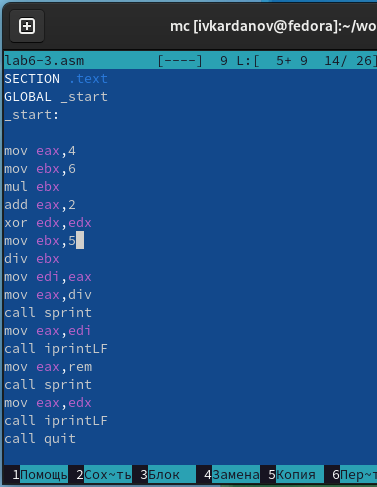 mc [ivkardanov@fedora]:~/wo
lab6-3.asm [----] 9 L:[ 5+ 9 14/ 26]
SECTION .text
GLOBAL _start
_start:
mov eax,4
mov ebx,6
mul ebx
add eax,2
xor edx,edx
mov ebx,5
div ebx
mov edi,eax
mov eax,div
call sprint
mov eax,edi
call iprintLF
mov eax,rem
call sprint
mov eax,edx
call iprintLF
call quit
1Помощь 2Сох~ть 3Блок 4Замена 5Копия 6Пер~т